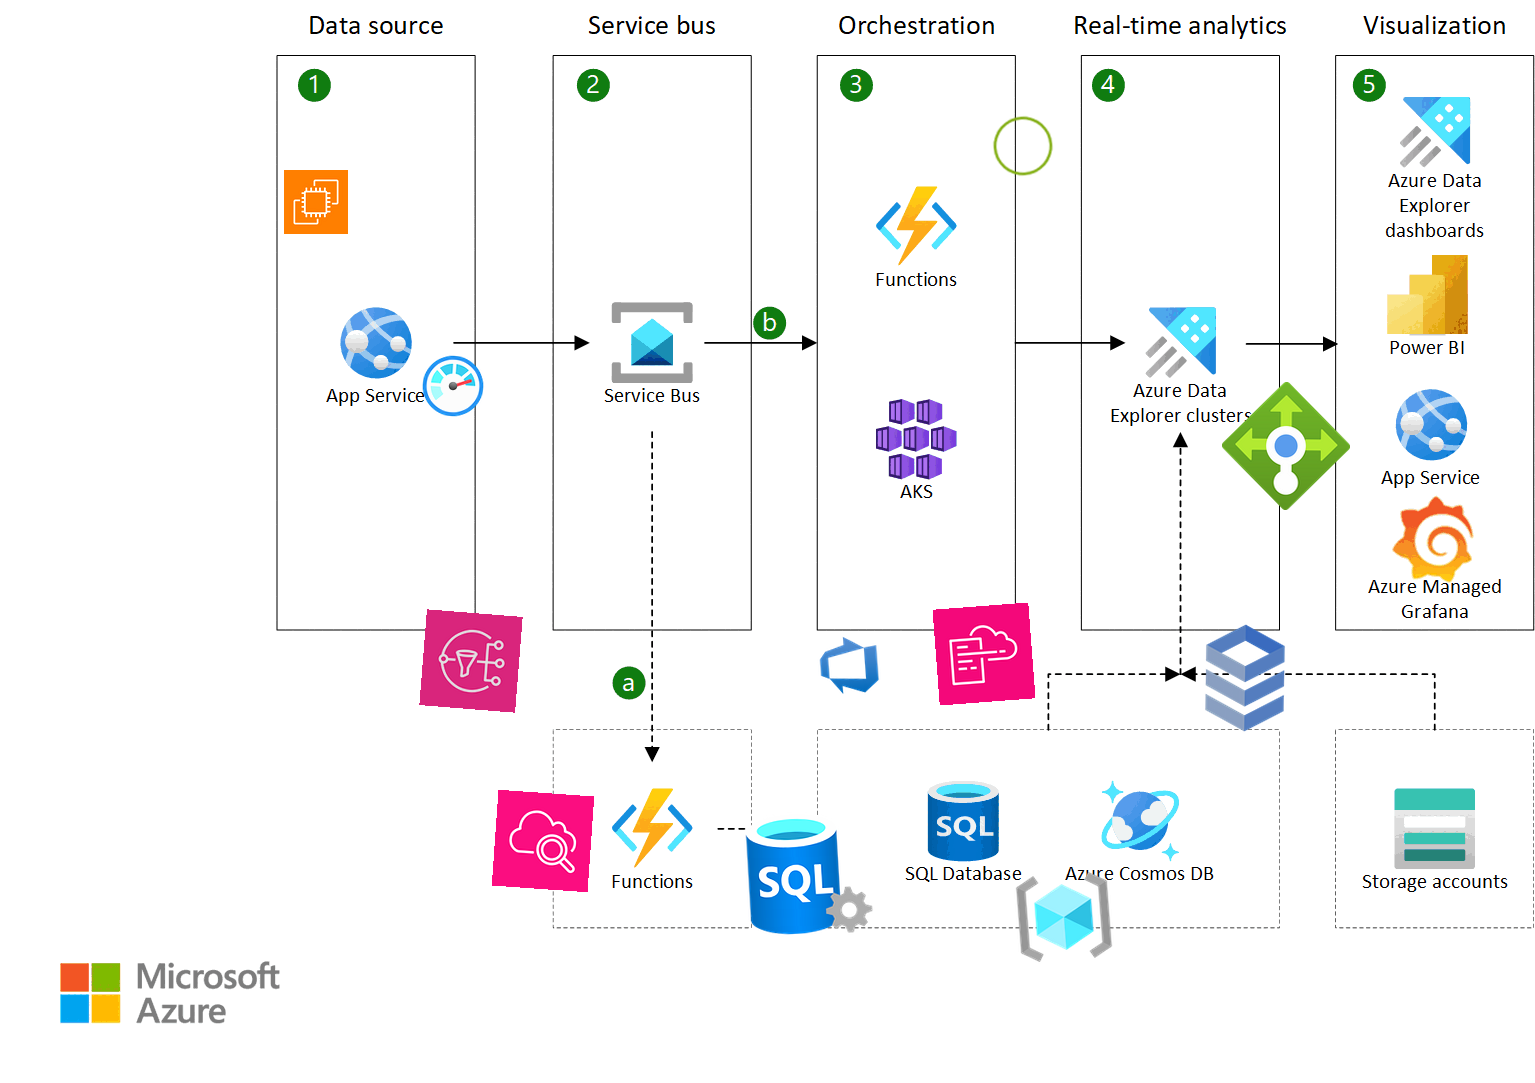 Data source
Service bus
Orchestration
Real-time analytics
Visualization
1
2
3
4
5
Azure Data
Explorer
dashboards
Functions
b
Power BI
App Service
Service Bus
Azure Data
Explorer clusters
App Service
AKS
Azure Managed
Grafana
a
SQL
SQL
Functions
SQL Database
Azure Cosmos DB
Storage accounts
Microsoft
Azure